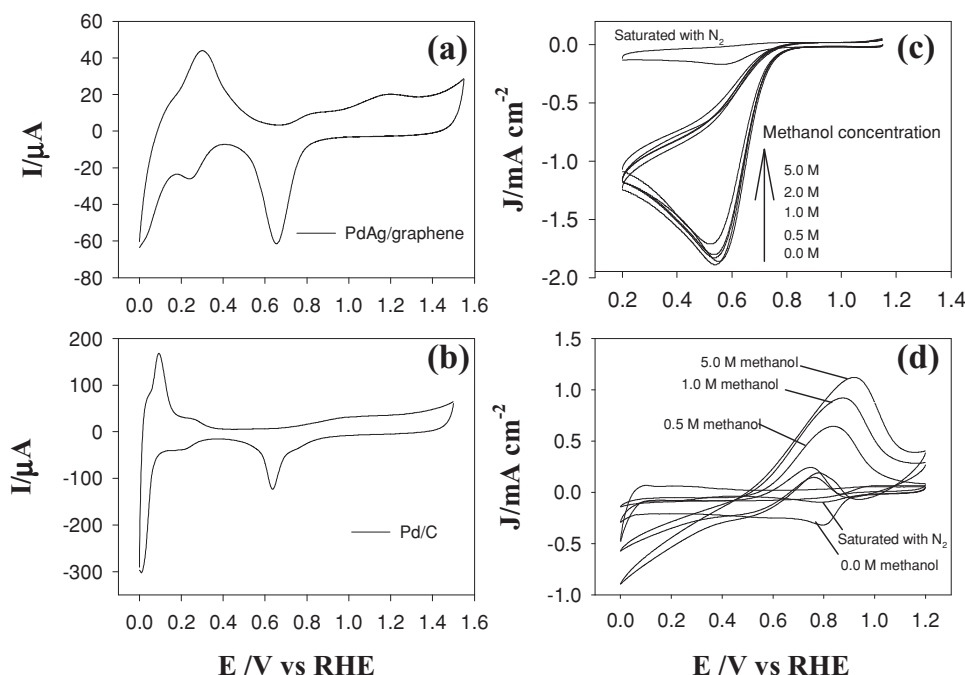 (a)
60
40
20
0
-20
-40
-60
-80
I/µA
PdAg/graphene
0.0 0.2 0.4 0.6 0.8 1.0 1.2 1.4 1.6
(b)
200
100
0
-100
-200
-300
I/µA
Pd/C
0.0 0.2 0.4 0.6 0.8 1.0 1.2 1.4 1.6
E /V vs RHE
Saturated with N2
(c)
0.0
-0.5
-1.0
-1.5
-2.0
J/mA cm-2
Methanol concentration
5.0 M
2.0 M
1.0 M
0.5 M
0.0 M
0.2 0.4 0.6 0.8 1.0 1.2 1.4
(d)
1.5
1.0
0.5
0.0
-0.5
-1.0
J/mA cm-2
5.0 M methanol
1.0 M methanol
0.5 M methanol
Saturated with N2
0.0 M methanol
0.0 0.2 0.4 0.6 0.8 1.0 1.2
E /V vs RHE